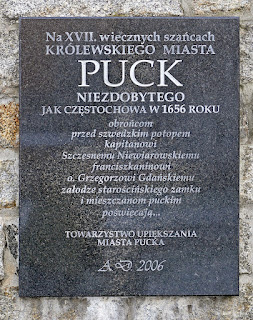 Na XVII. wiecznych szańcach
KRÓLEWSKIEGO MIASTA
PUCK
NIEZDOBYTEGO
JAK CZĘSTOCHOWA W 1656 ROKU
obrońcom
przed szwedzkim potopem
kapitanowi
Szczesnemu Niewiarowskiemu
franciszkaninowi
o. Grzegorzowi Gdańskiemu
załodze starościńskiego zamku
i mieszczanom puckim
poświęcają...
TOWARZYSTWO UPIĘKSZANIA
MIASTA PUCKA
A D 2006